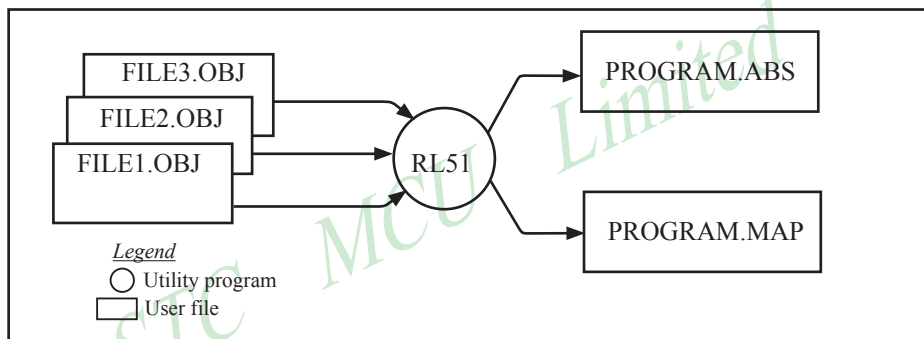 FILE3.OBJ
FILE2.OBJ
FILE1.OBJ
RL51
PROGRAM.ABS
PROGRAM.MAP
Legend
Utility program
User file
STC MCU Limited